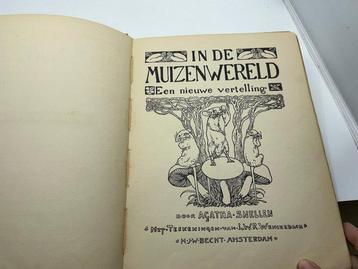 IN DE
MUIZENWERELD
Een nieuwe vertelling
DOOR AGATHA SNELLEN
MET TEEKENINGEN VAN L.W.R. WENCKEBACH
H.J.W. BECHT AMSTERDAM